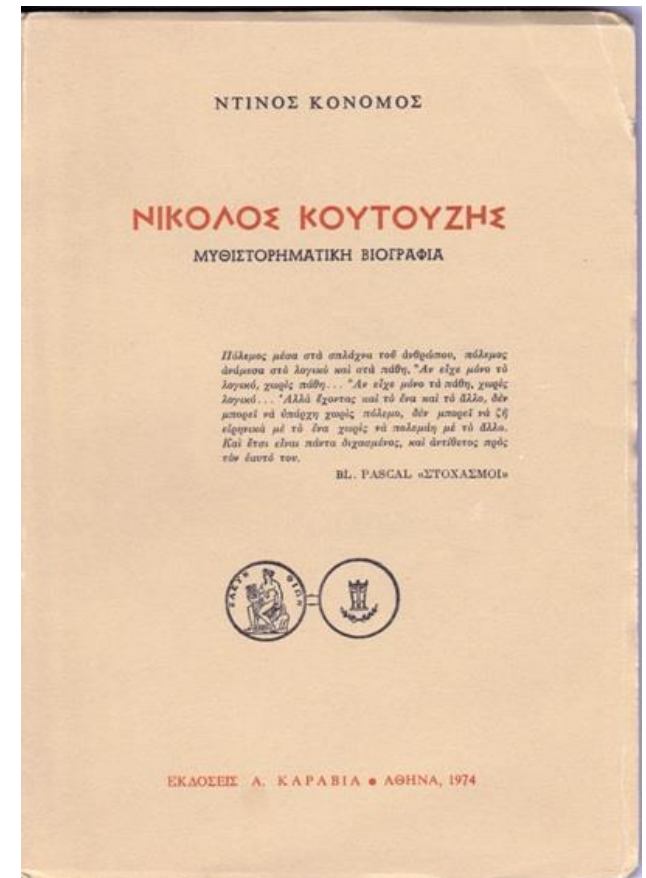 ΝΤΙΝΟΣ ΚΟΝΟΜΟΣ
ΝΙΚΟΛΟΣ ΚΟΥΤΟΥΖΗΣ
ΜΥΘΙΣΤΟΡΗΜΑΤΙΚΗ ΒΙΟΓΡΑΦΙΑ
Πόλεμος μέσα στὰ σπλάχνα τοῦ ἀνθρώπου, πόλεμος
ἀνάμεσα στὸ λογικὸ καὶ στὰ πάθη. Ἂν εἶχε μόνο τὸ
λογικό, χωρὶς πάθη... Ἂν εἶχε μόνο τὰ πάθη, χωρὶς
λογικό... Ἀλλὰ ἔχοντας καὶ τὸ ἕνα καὶ τὸ ἄλλο, δὲν
μπορεῖ νὰ ὑπάρχη χωρὶς πόλεμο, δὲν μπορεῖ νὰ ζῆ
εἰρηνικὰ μὲ τὸ ἕνα χωρὶς νὰ πολεμάη μὲ τὸ ἄλλο.
Καὶ ἔτσι εἶναι πάντα διχασμένος, καὶ ἀντίθετος πρὸς
τὸν ἑαυτό του.
BL. PASCAL «ΣΤΟΧΑΣΜΟΙ»
ΕΚΔΟΣΕΙΣ Α. ΚΑΡΑΒΙΑ • ΑΘΗΝΑ, 1974